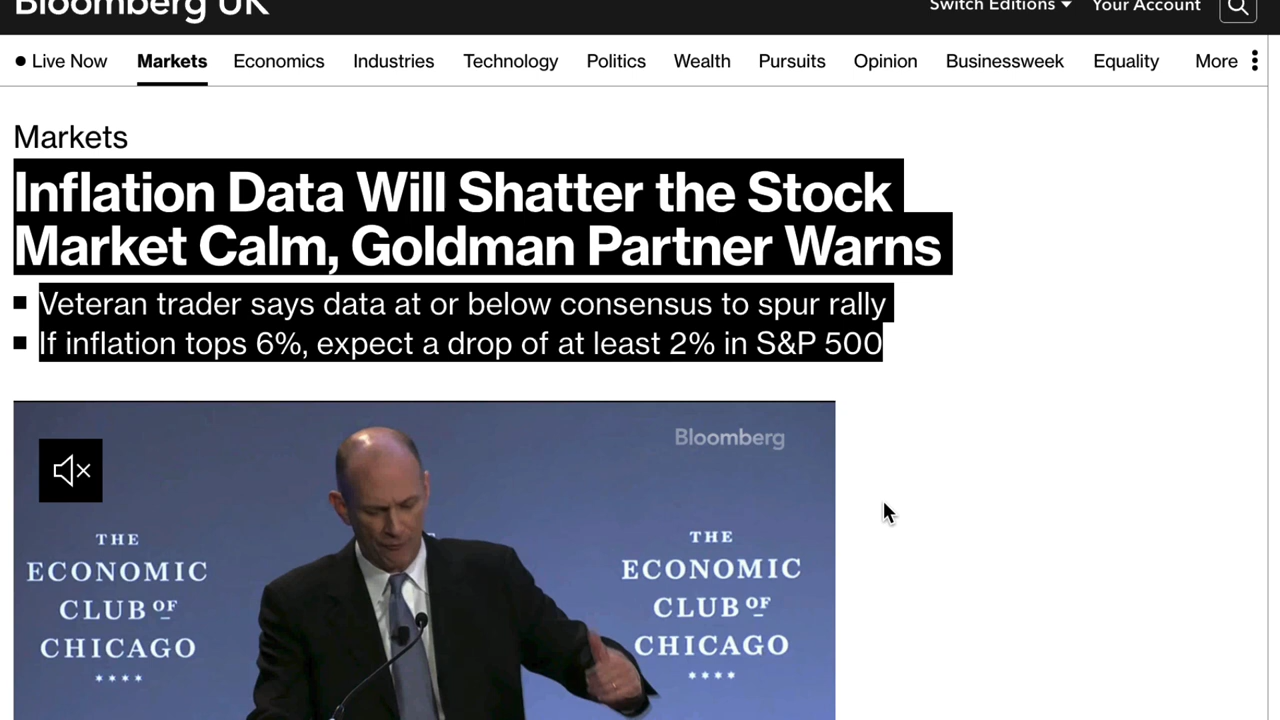 Bloomberg UK
Switch Editions Your Account
Live Now Markets Economics Industries Technology Politics Wealth Pursuits Opinion Businessweek Equality More
Markets
Inflation Data Will Shatter the Stock
Market Calm, Goldman Partner Warns
Veteran trader says data at or below consensus to spur rally
If inflation tops 6%, expect a drop of at least 2% in S&P 500
Bloomberg
THE
ECONOMIC
CLUB OF
CHICAGO
THE
ECONOMIC
CLUB OF
CHICAGO